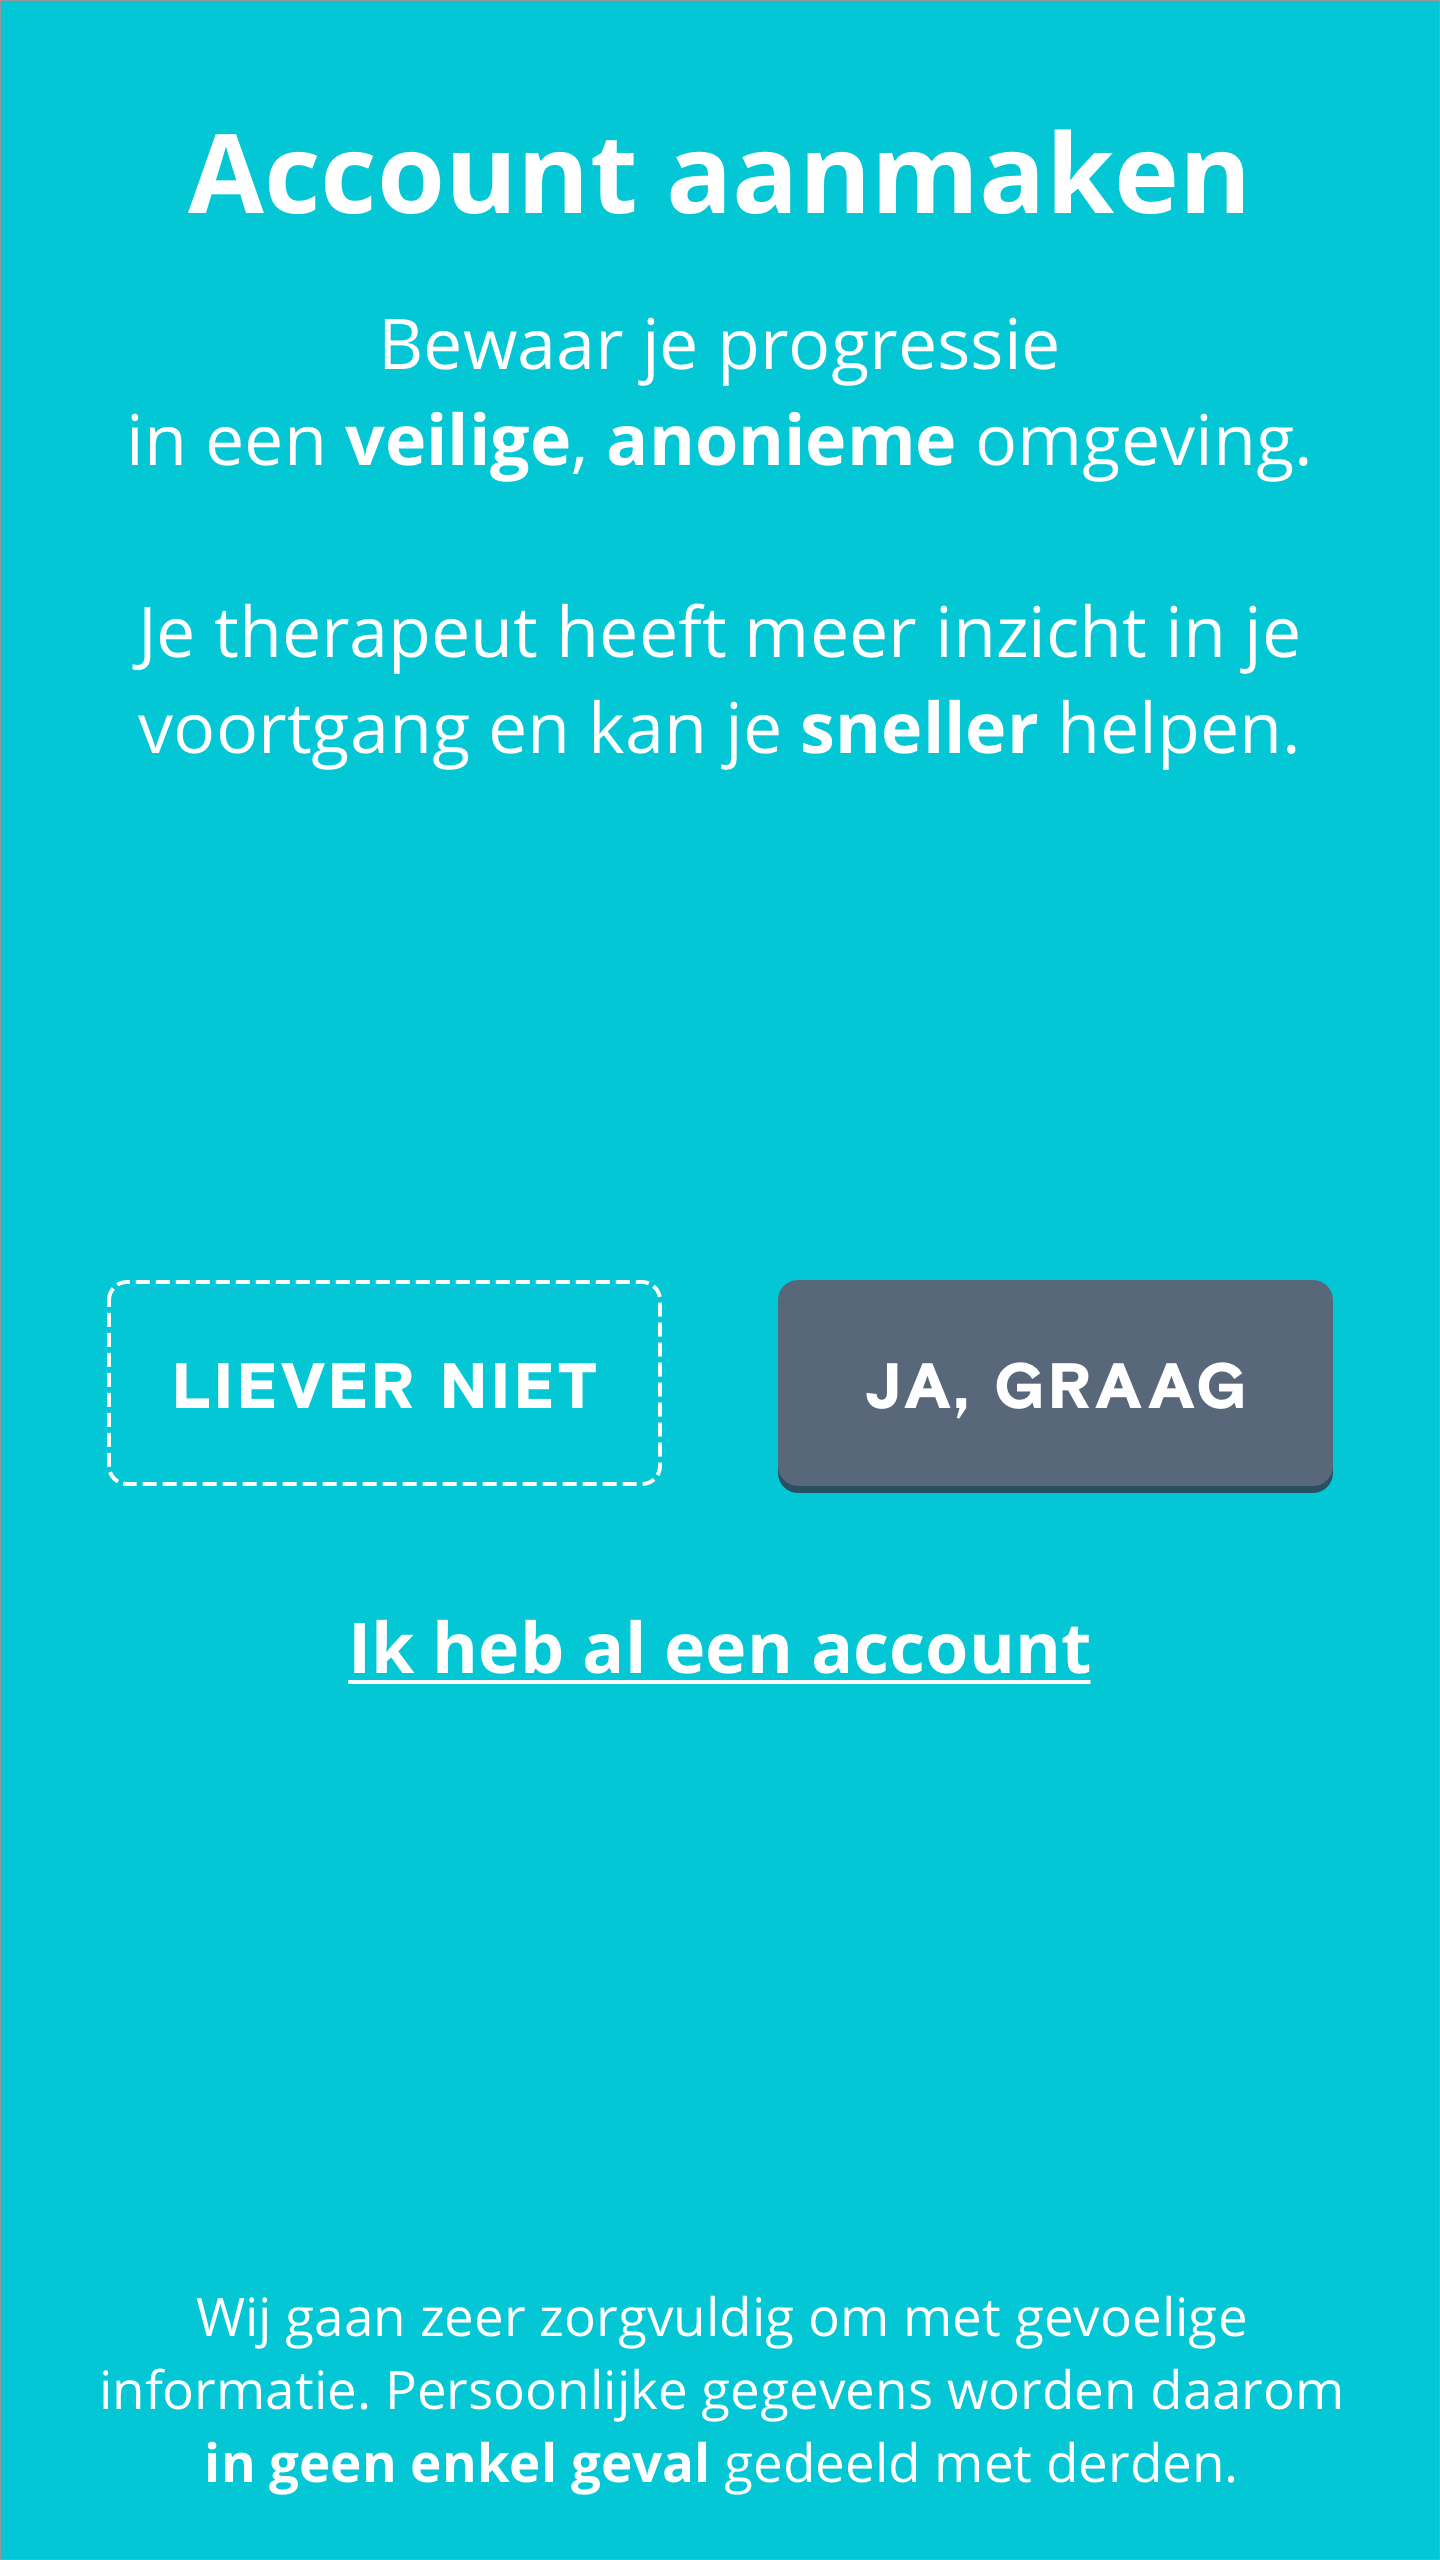 Account aanmaken
Bewaar je progressie
in een veilige, anonieme omgeving.
Je therapeut heeft meer inzicht in je
voortgang en kan je sneller helpen.
LIEVER NIET
JA, GRAAG
Ik heb al een account
Wij gaan zeer zorgvuldig om met gevoelige
informatie. Persoonlijke gegevens worden daarom
in geen enkel geval gedeeld met derden.